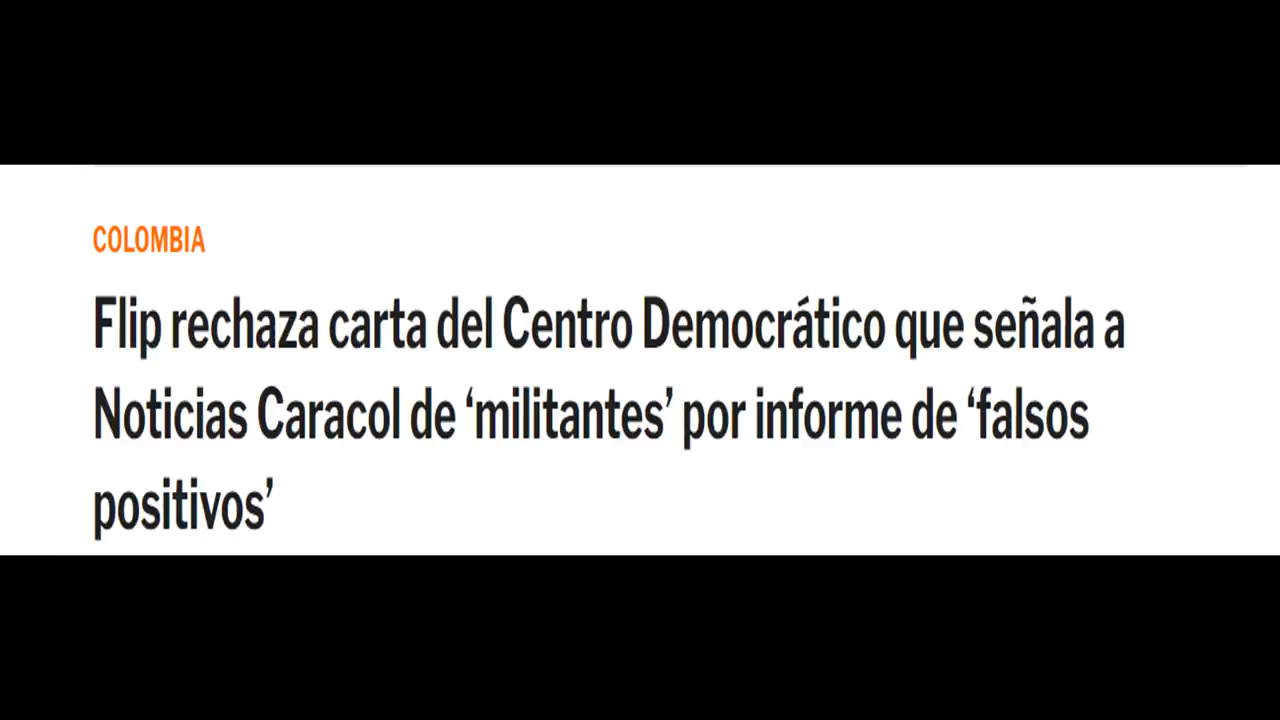 COLOMBIA
Flip rechaza carta del Centro Democrático que señala a
Noticias Caracol de ‘militantes’ por informe de ‘falsos
positivos’